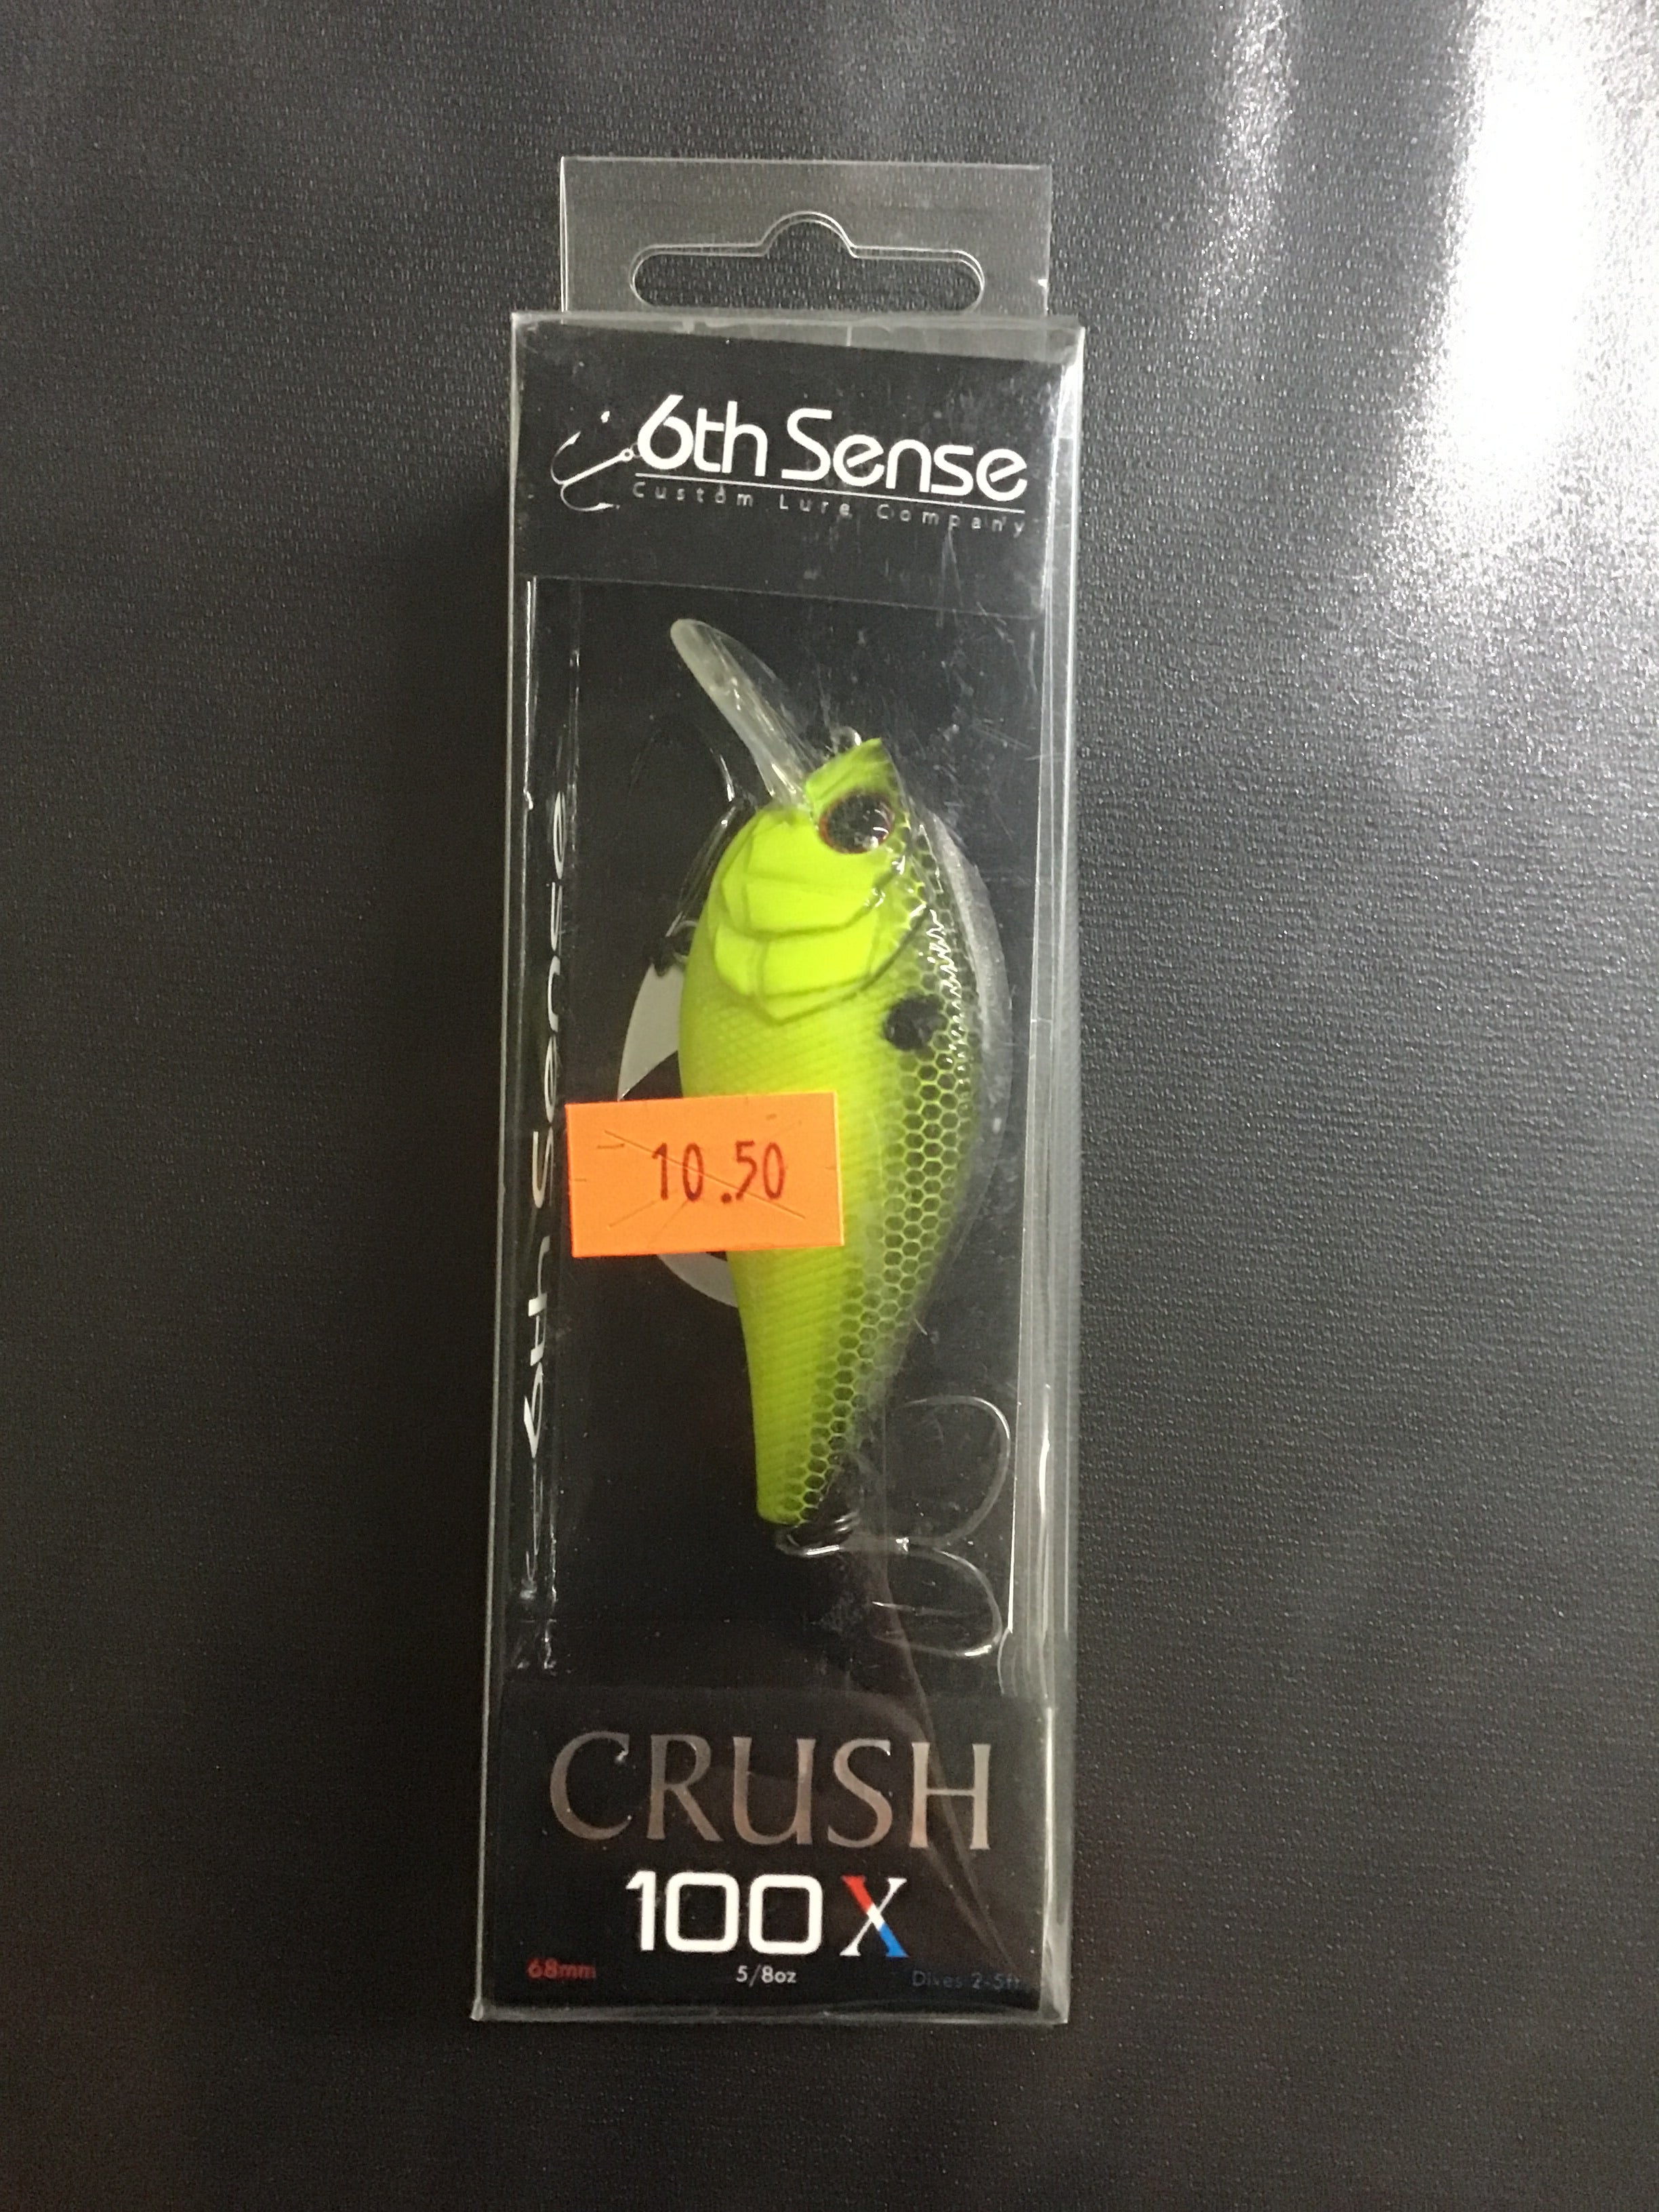 6th Sense
Custom Lure Company
6th Sense
10.50
CRUSH
100X
68mm
5/8oz
Dives 2-5ft